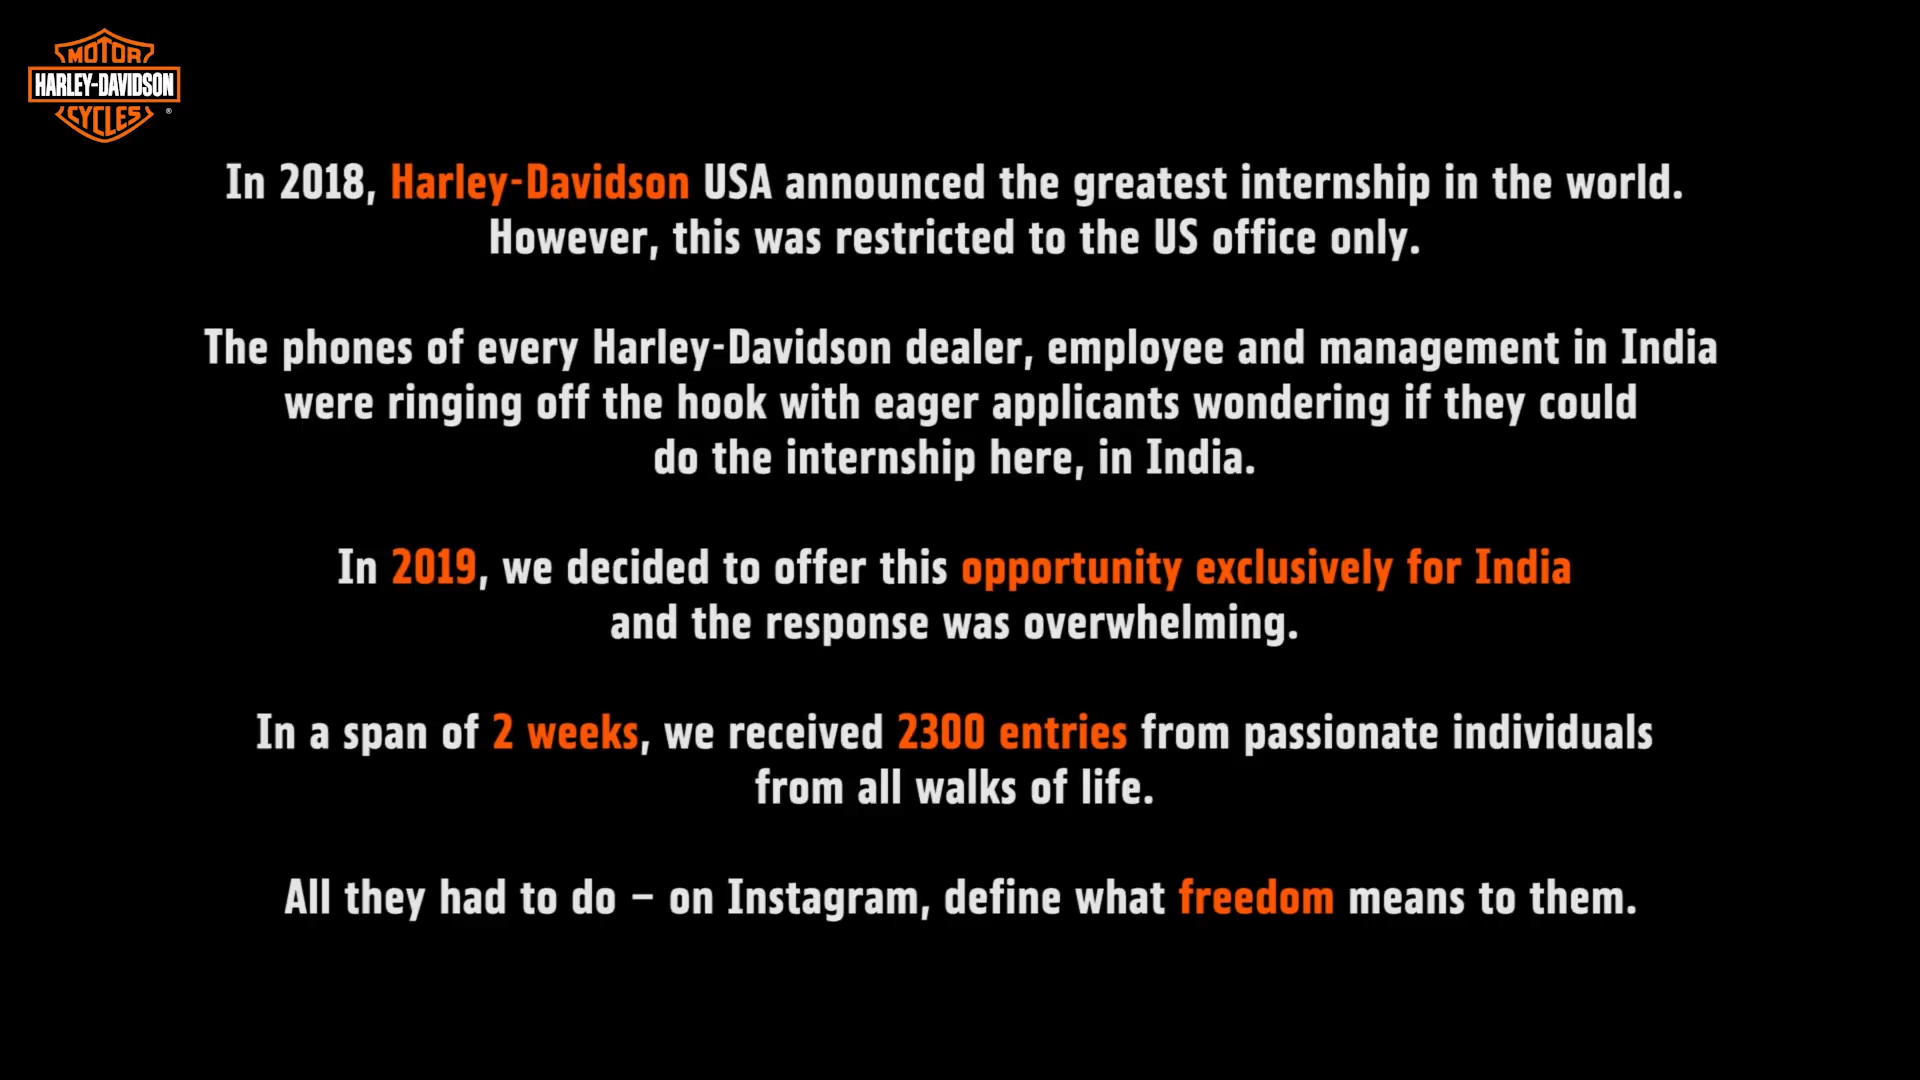 MOTOR
HARLEY-DAVIDSON
CYCLES
®
In 2018, Harley-Davidson USA announced the greatest internship in the world.
However, this was restricted to the US office only.
The phones of every Harley-Davidson dealer, employee and management in India
were ringing off the hook with eager applicants wondering if they could
do the internship here, in India.
In 2019, we decided to offer this opportunity exclusively for India
and the response was overwhelming.
In a span of 2 weeks, we received 2300 entries from passionate individuals
from all walks of life.
All they had to do – on Instagram, define what freedom means to them.